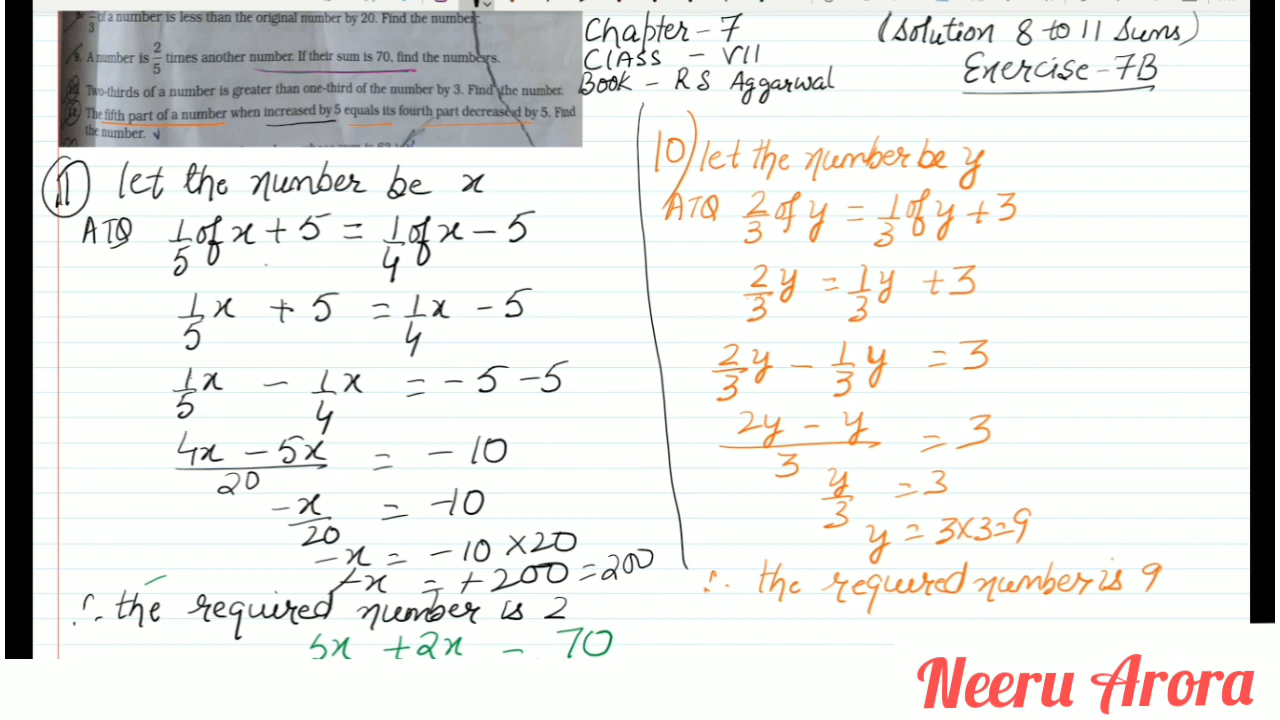 of a number is less than the original number by 20. Find the number.
A number is 2/5 times another number. If their sum is 70, find the numbers.
Two-thirds of a number is greater than one-third of the number by 3. Find the number.
The fifth part of a number when increased by 5 equals its fourth part decreased by 5. Find
the number.
Chapter - 7
CLASS - VII
Book - R S Aggarwal
(Solution 8 to 11 Sums)
Exercise - 7B
11) let the number be x
ATQ 1/5 of x + 5 = 1/4 of x - 5
1/5 x + 5 = 1/4 x - 5
1/5 x - 1/4 x = - 5 - 5
4x - 5x / 20 = - 10
-x/20 = -10
-x = -10 × 20
+x = +200 = 200
∴ the required number is 2
5x + 2x = 70
10) let the number be y
ATQ 2/3 of y = 1/3 of y + 3
2/3 y = 1/3 y + 3
2/3 y - 1/3 y = 3
2y - y / 3 = 3
y/3 = 3
y = 3×3=9
∴ the required number is 9
Neeru Arora